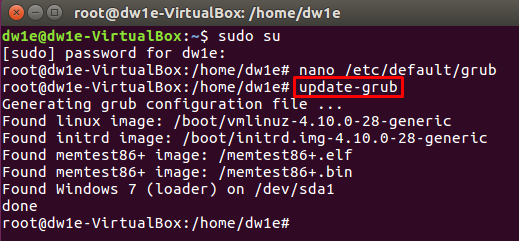 root@dw1e-VirtualBox: /home/dw1e
dw1e@dw1e-VirtualBox:~$ sudo su
[sudo] password for dw1e:
root@dw1e-VirtualBox:/home/dw1e# nano /etc/default/grub
root@dw1e-VirtualBox:/home/dw1e# update-grub
Generating grub configuration file ...
Found linux image: /boot/vmlinuz-4.10.0-28-generic
Found initrd image: /boot/initrd.img-4.10.0-28-generic
Found memtest86+ image: /memtest86+.elf
Found memtest86+ image: /memtest86+.bin
Found Windows 7 (loader) on /dev/sda1
done
root@dw1e-VirtualBox:/home/dw1e#